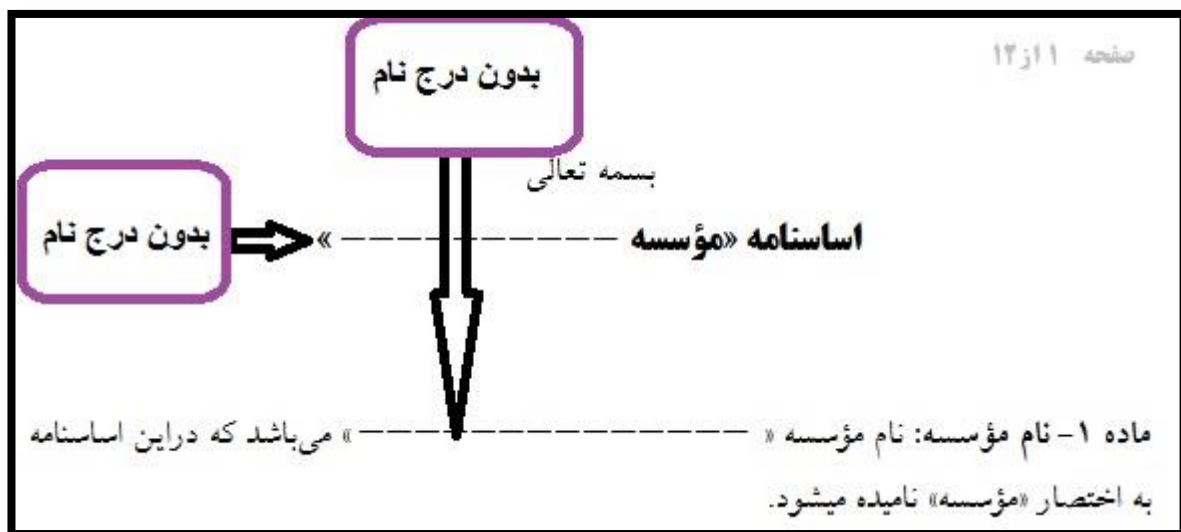 صفحه ۱ از ۱۲
بدون درج نام
بسمه تعالی
اساسنامه «مؤسسه ------------»
بدون درج نام
ماده ۱- نام مؤسسه: نام مؤسسه « ----------------» می‌باشد که دراین اساسنامه
به اختصار «مؤسسه» نامیده میشود.